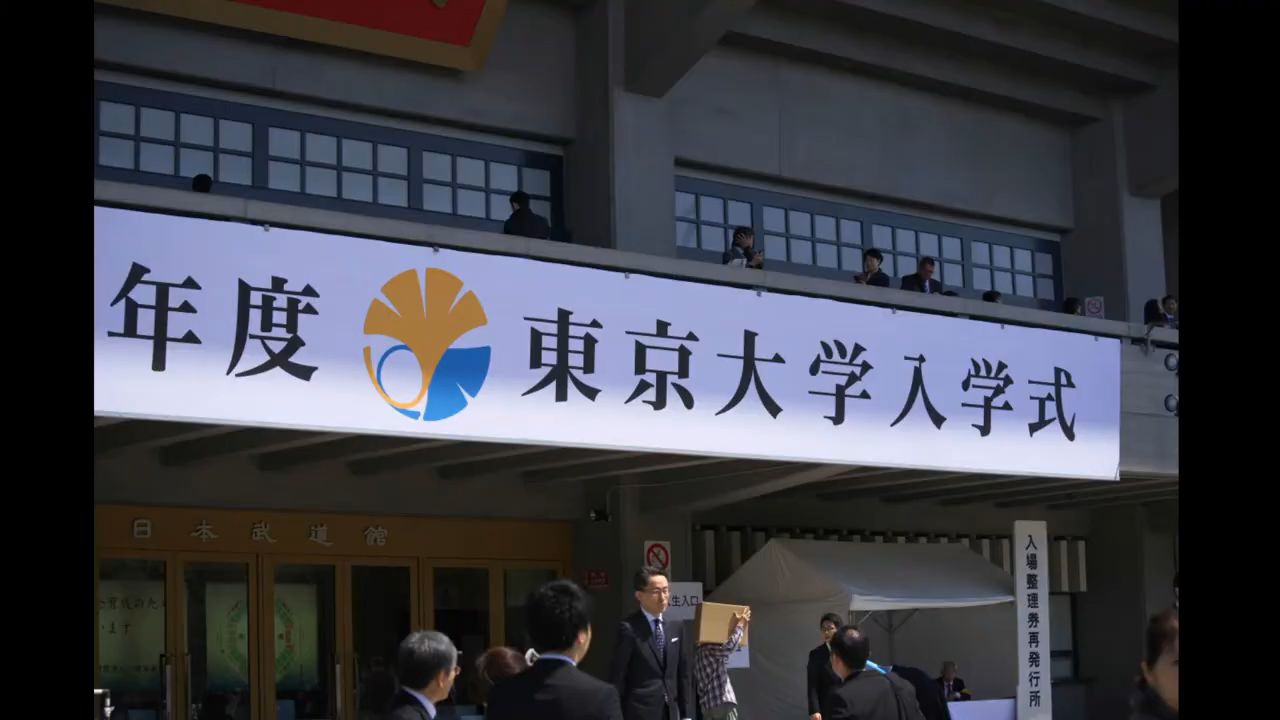 年度 東京大学入学式
日本武道館
生入口
入場整理券再発行所